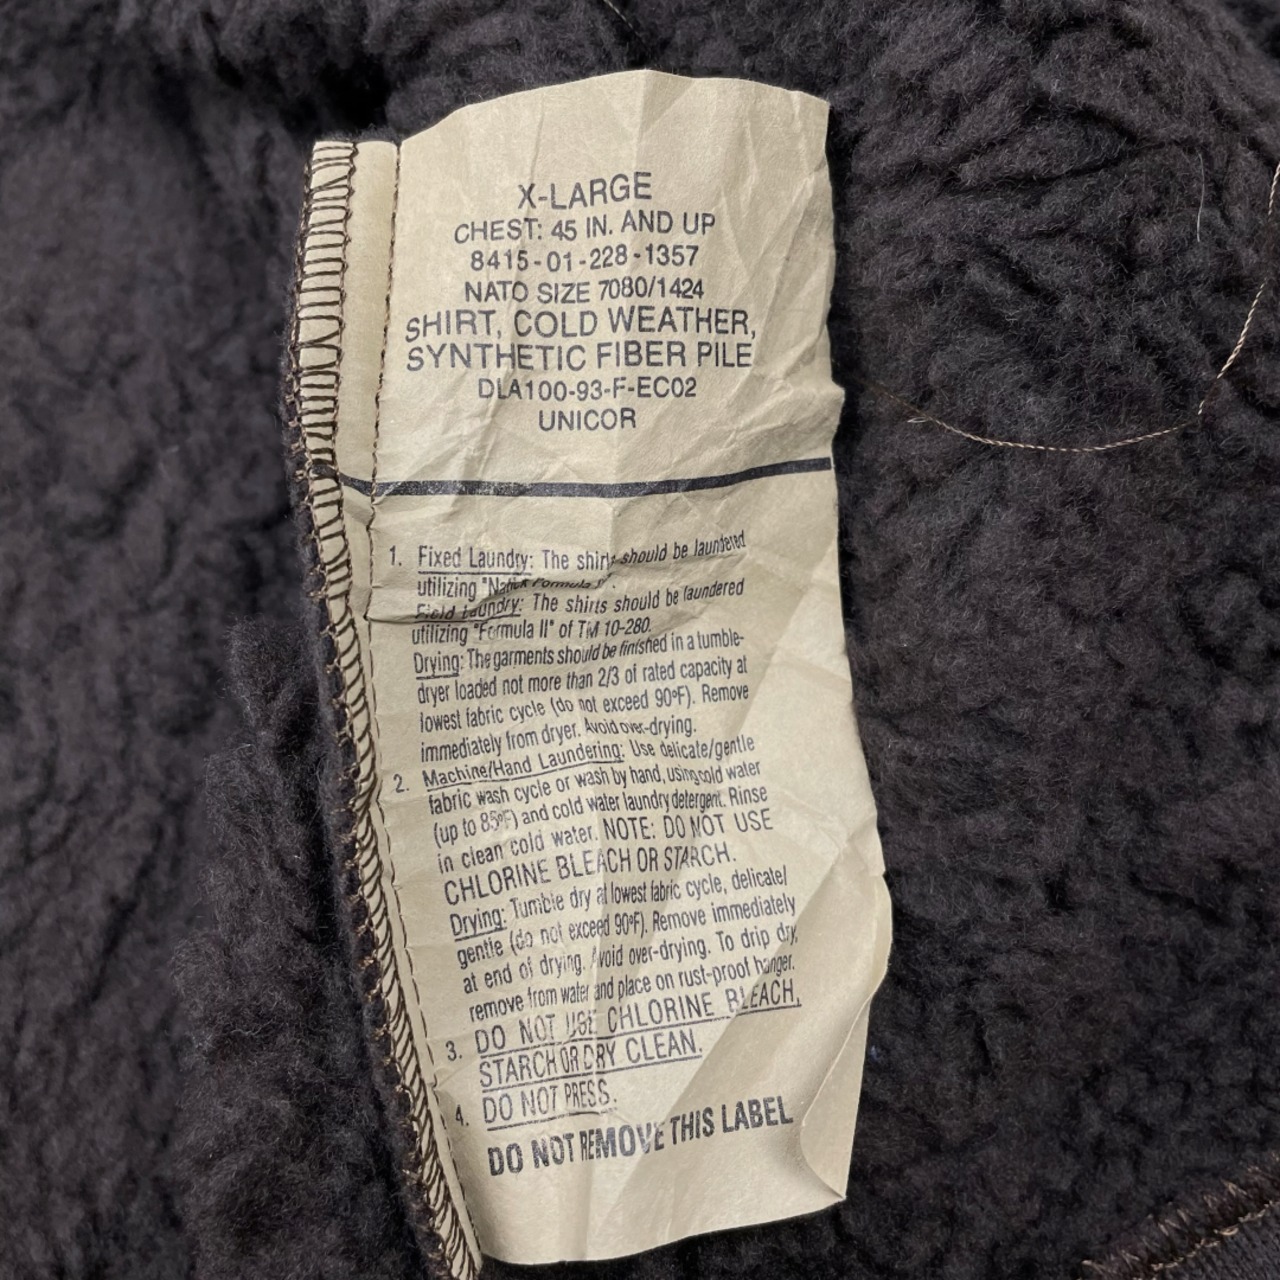 X-LARGE
CHEST: 45 IN. AND UP
8415-01-228-1357
NATO SIZE 7080/1424
SHIRT, COLD WEATHER,
SYNTHETIC FIBER PILE
DLA100-93-F-EC02
UNICOR
1. Fixed Laundry: The shirts should be laundered
utilizing "Natick Formula II".
Field Laundry: The shirts should be laundered
utilizing "Formula II" of TM 10-280.
Drying: The garments should be finished in a tumble-
dryer loaded not more than 2/3 of rated capacity at
lowest fabric cycle (do not exceed 90°F). Remove
immediately from dryer. Avoid over-drying.
2. Machine/Hand Laundering: Use delicate/gentle
fabric wash cycle or wash by hand, using cold water
(up to 85°F) and cold water laundry detergent. Rinse
in clean cold water. NOTE: DO NOT USE
CHLORINE BLEACH OR STARCH.
Drying: Tumble dry at lowest fabric cycle, delicate/
gentle (do not exceed 90°F). Remove immediately
at end of drying. Avoid over-drying. To drip dry,
remove from water and place on rust-proof hanger.
3. DO NOT USE CHLORINE BLEACH,
STARCH OR DRY CLEAN.
4. DO NOT PRESS.
DO NOT REMOVE THIS LABEL